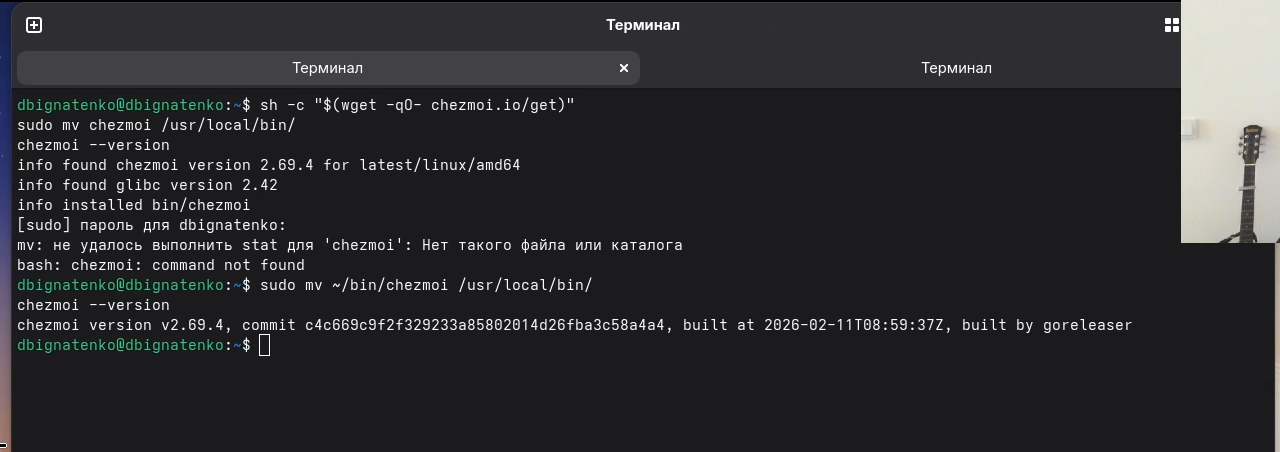 Терминал
Терминал
Терминал
dbignatenko@dbignatenko:~$ sh -c "$(wget -qO- chezmoi.io/get)"
sudo mv chezmoi /usr/local/bin/
chezmoi --version
info found chezmoi version 2.69.4 for latest/linux/amd64
info found glibc version 2.42
info installed bin/chezmoi
[sudo] пароль для dbignatenko:
mv: не удалось выполнить stat для 'chezmoi': Нет такого файла или каталога
bash: chezmoi: command not found
dbignatenko@dbignatenko:~$ sudo mv ~/bin/chezmoi /usr/local/bin/
chezmoi --version
chezmoi version v2.69.4, commit c4c669c9f2f329233a85802014d26fba3c58a4a4, built at 2026-02-11T08:59:37Z, built by goreleaser
dbignatenko@dbignatenko:~$